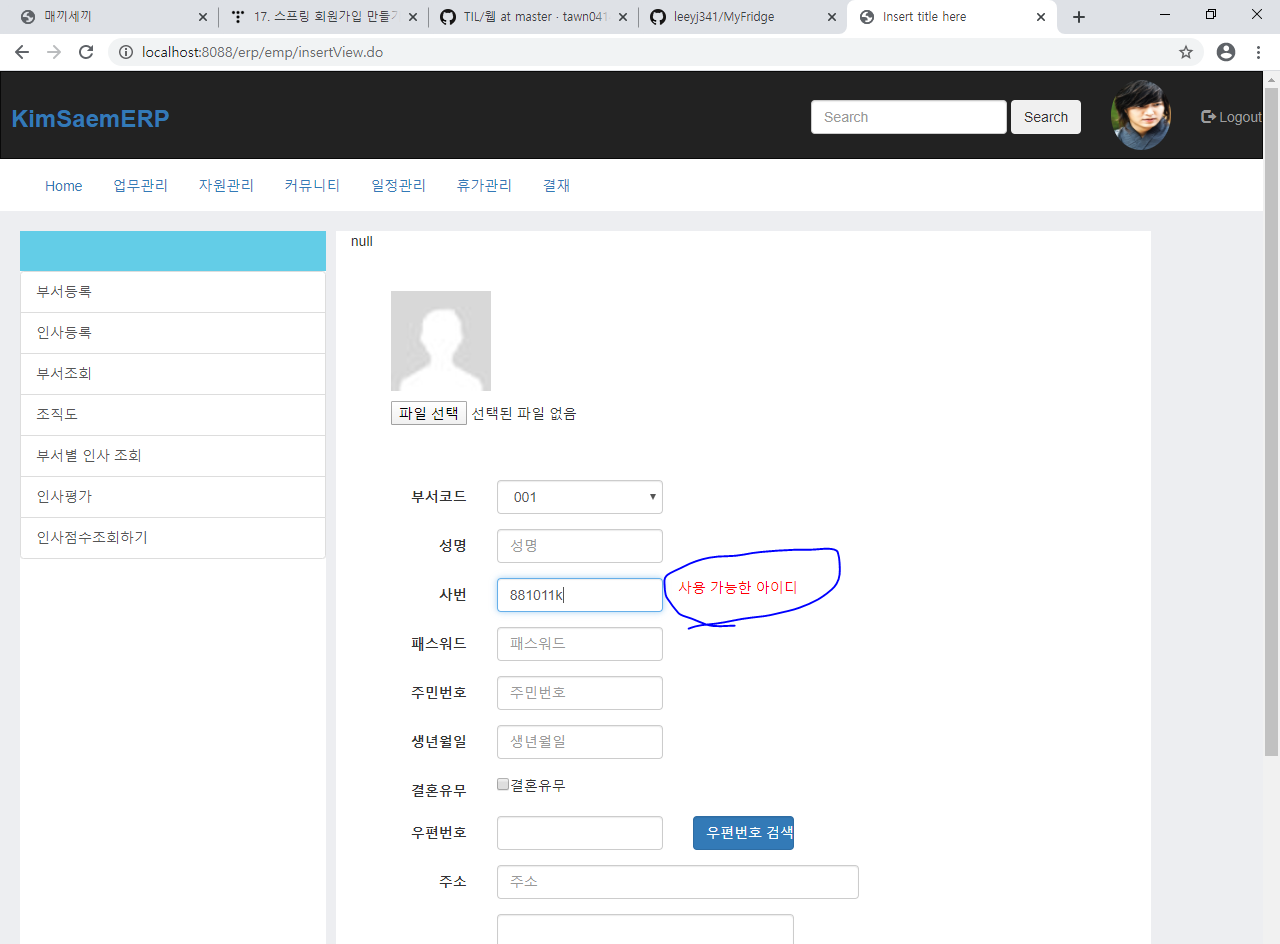 매끼세끼
17. 스프링 회원가입 만들기
TIL/웹 at master · tawn041
leeyj341/MyFridge
Insert title here
localhost:8088/erp/emp/insertView.do
KimSaemERP
Search
Search
Logout
Home 업무관리 자원관리 커뮤니티 일정관리 휴가관리 결재
부서등록
인사등록
부서조회
조직도
부서별 인사 조회
인사평가
인사점수조회하기
null
파일 선택 선택된 파일 없음
부서코드 001
성명 성명
사번 881011k 사용 가능한 아이디
패스워드 패스워드
주민번호 주민번호
생년월일 생년월일
결혼유무 결혼유무
우편번호 우편번호 검색
주소 주소